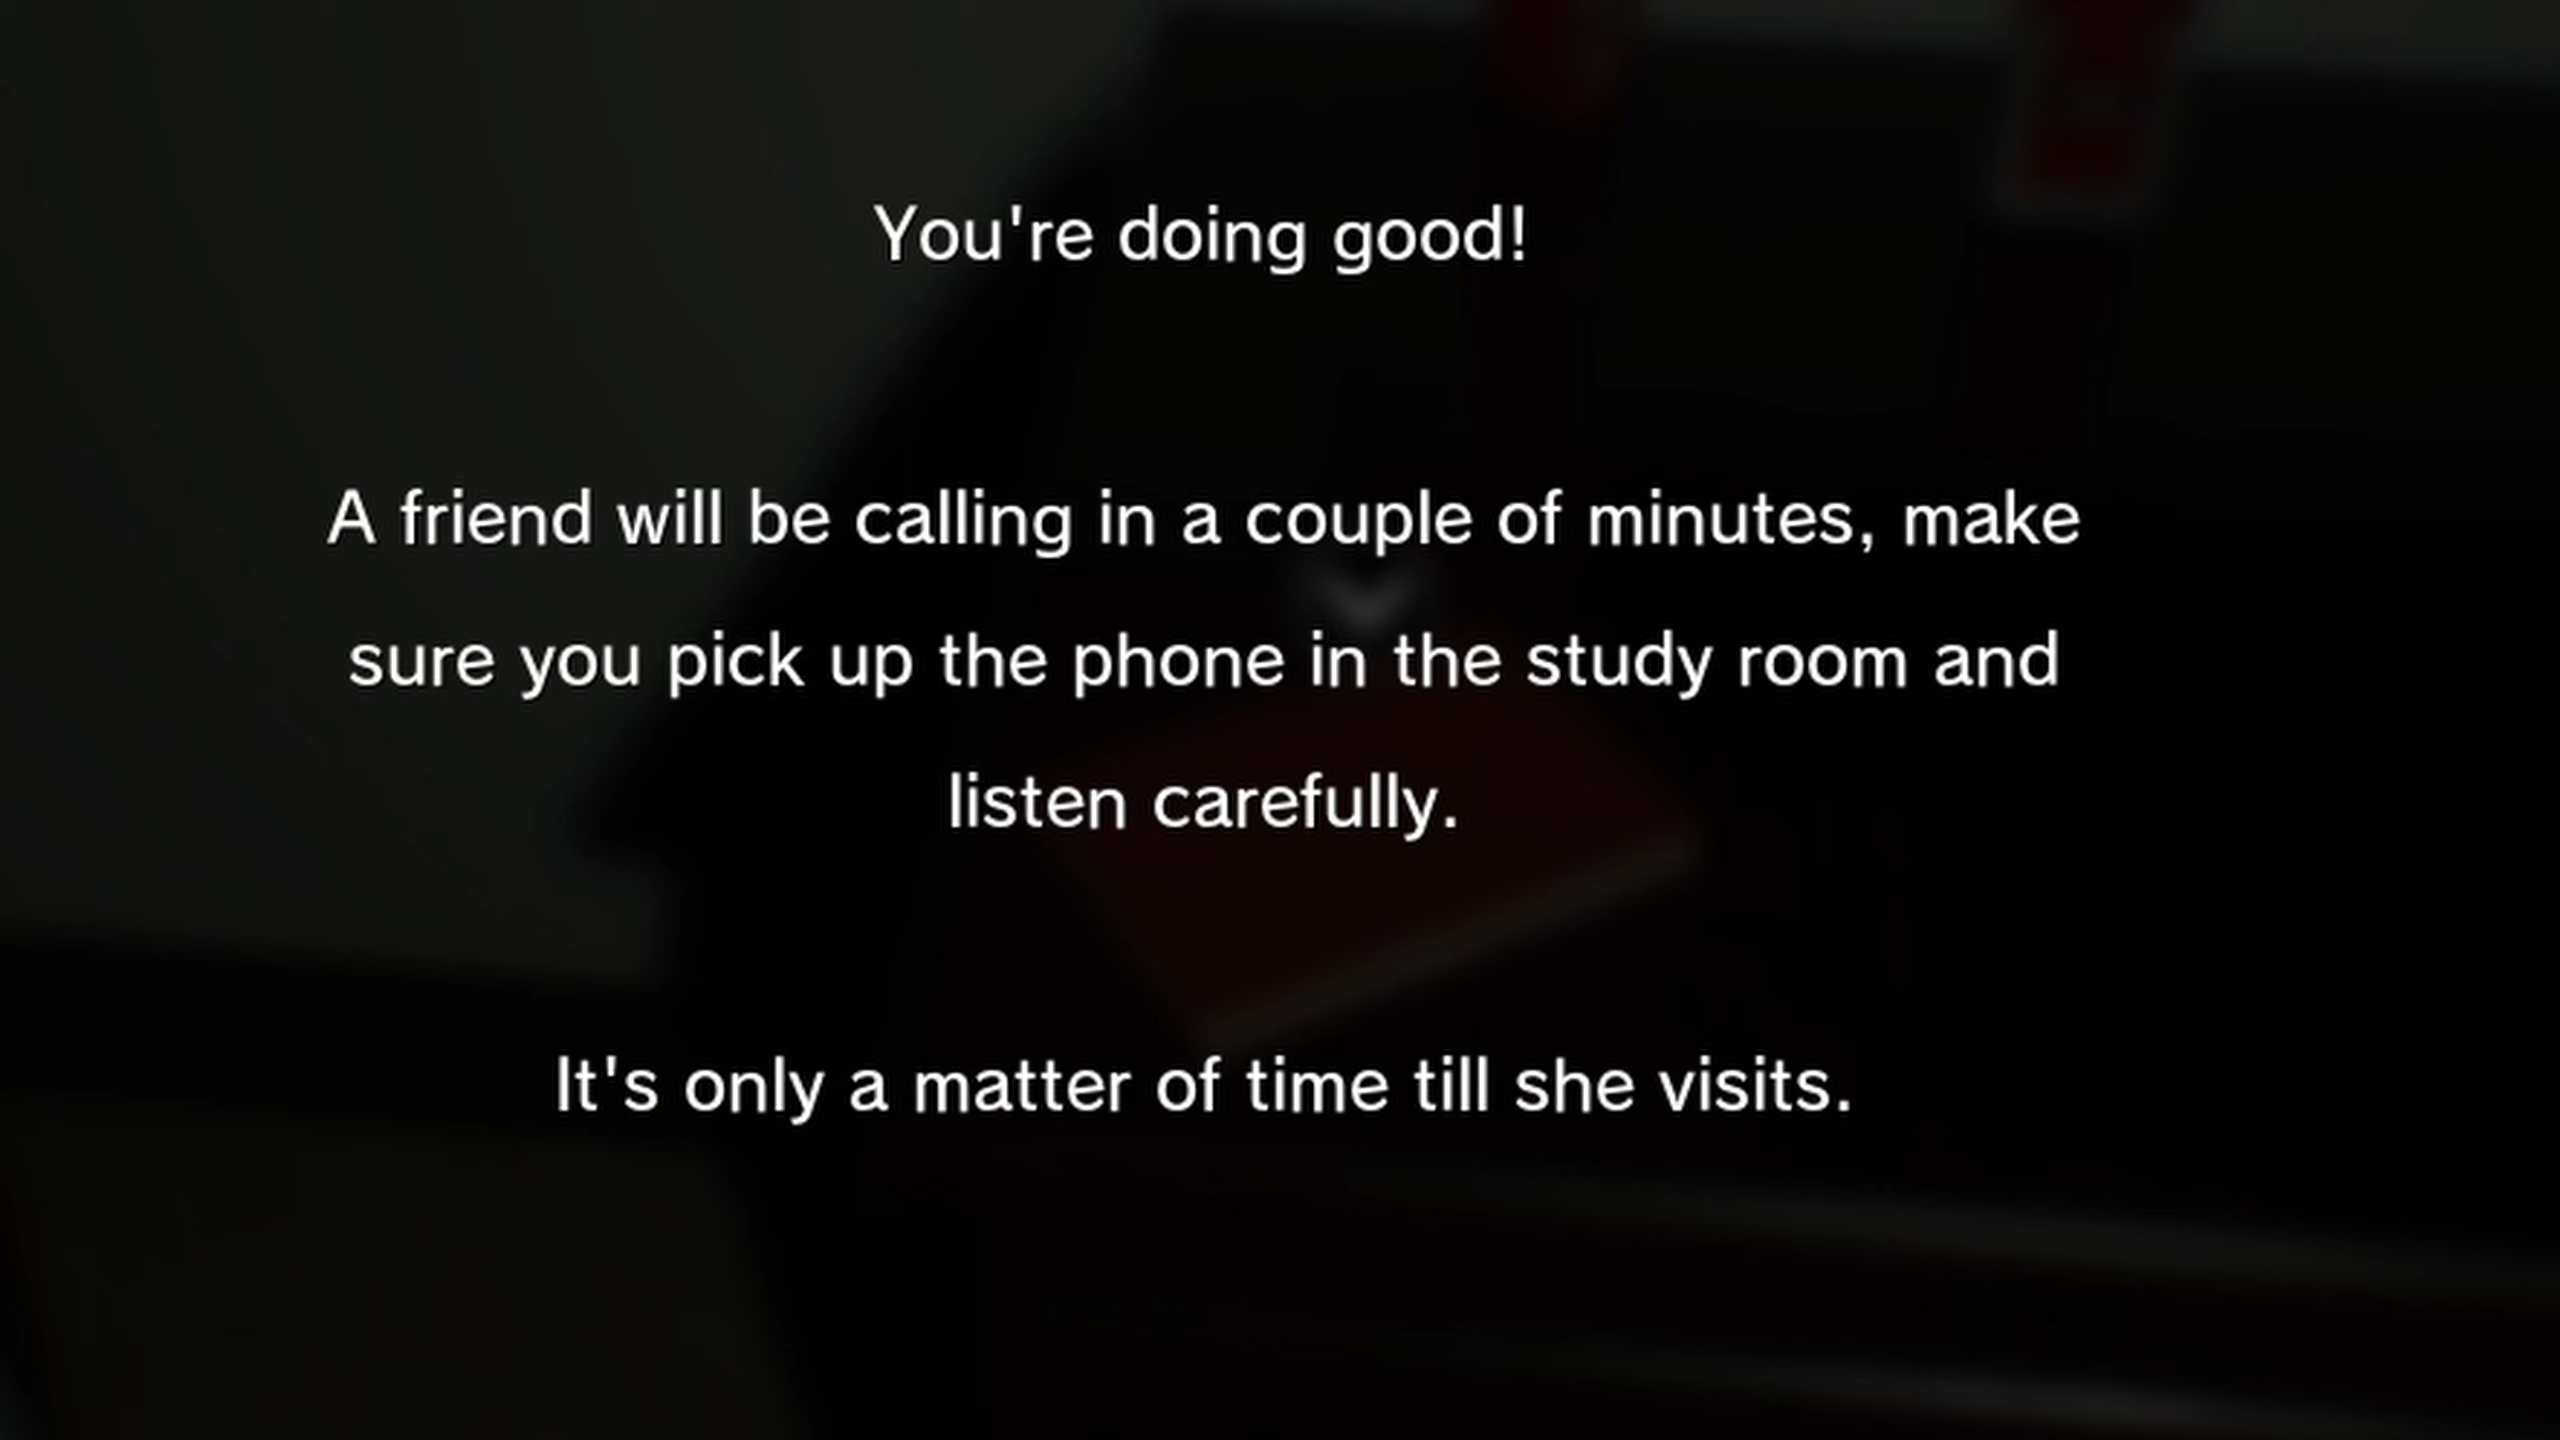 You're doing good!
A friend will be calling in a couple of minutes, make
sure you pick up the phone in the study room and
listen carefully.
It's only a matter of time till she visits.